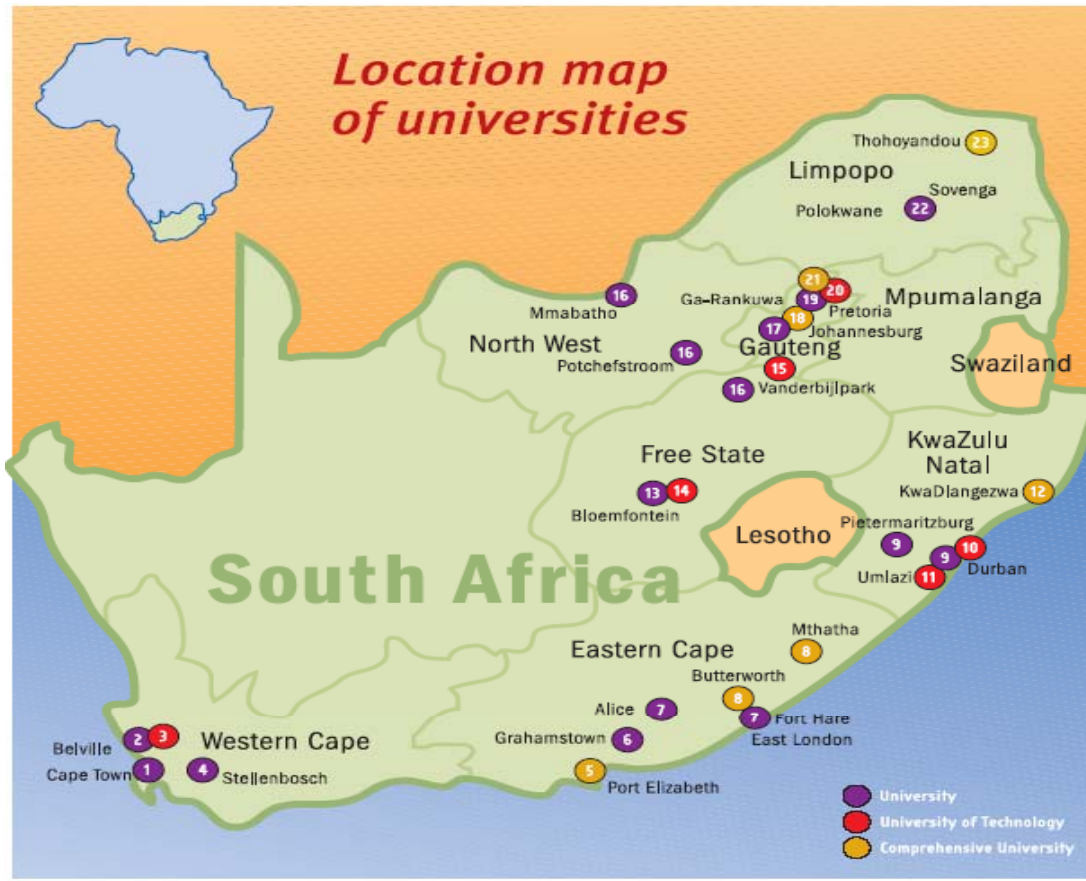 Location map
of universities
Thohoyandou
23
Limpopo
Sovenga
Polokwane
22
21
20
Mmabatho
16
Ga-Rankuwa
19
Pretoria
Mpumalanga
18
Johannesburg
17
North West
Gauteng
Potchefstroom
16
15
Swaziland
16
Vanderbijlpark
KwaZulu
Natal
Free State
KwaDlangezwa
12
13
14
Bloemfontein
Pietermaritzburg
9
Lesotho
10
9
Durban
Umlazi
11
South Africa
Mthatha
8
Eastern Cape
Butterworth
8
Alice
7
7
Fort Hare
East London
Grahamstown
6
Belville
2
3
Western Cape
Cape Town
1
4
Stellenbosch
5
Port Elizabeth
University
University of Technology
Comprehensive University